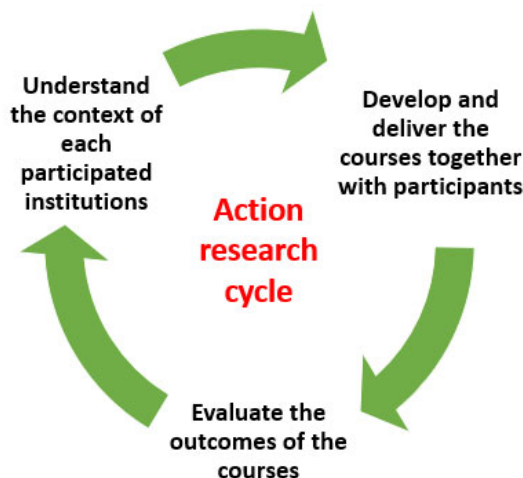 Understand
the context of
each
participated
institutions
Develop and
deliver the
courses together
with participants
Action
research
cycle
Evaluate the
outcomes of the
courses